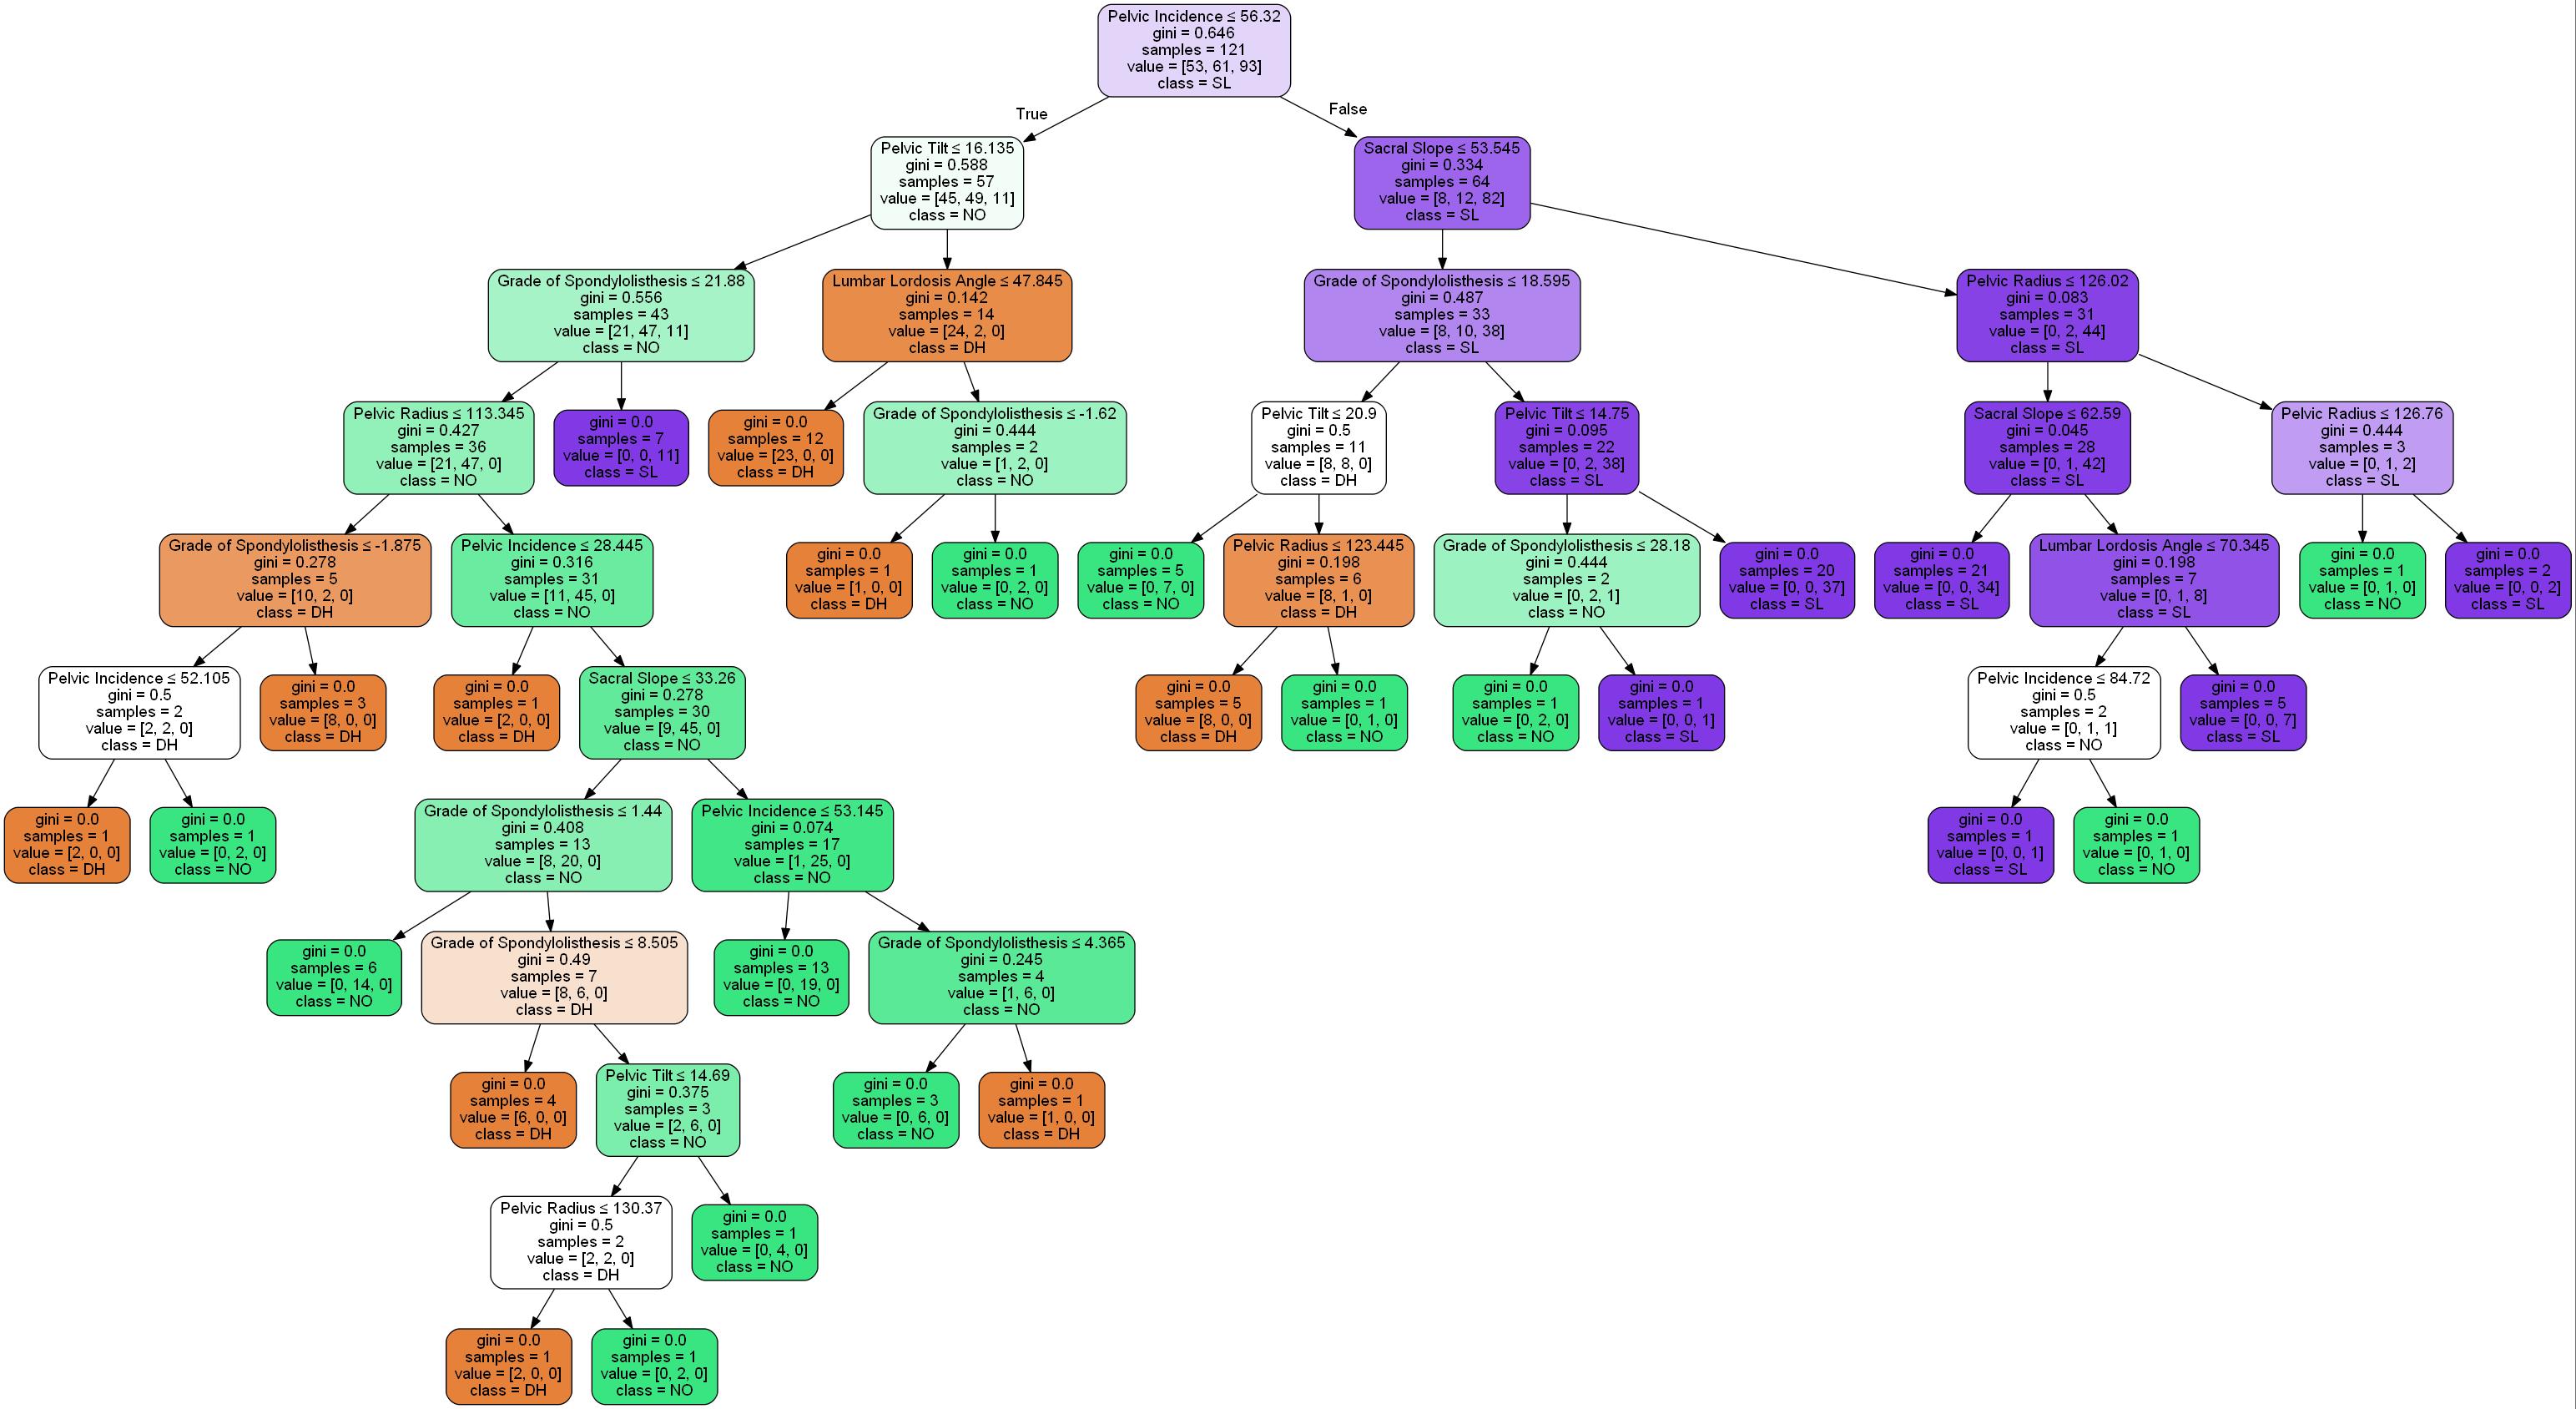 Pelvic Incidence ≤ 56.32
gini = 0.646
samples = 121
value = [53, 61, 93]
class = SL
True
False
Pelvic Tilt ≤ 16.135
gini = 0.588
samples = 57
value = [45, 49, 11]
class = NO
Sacral Slope ≤ 53.545
gini = 0.334
samples = 64
value = [8, 12, 82]
class = SL
Grade of Spondylolisthesis ≤ 21.88
gini = 0.556
samples = 43
value = [21, 47, 11]
class = NO
Lumbar Lordosis Angle ≤ 47.845
gini = 0.142
samples = 14
value = [24, 2, 0]
class = DH
Grade of Spondylolisthesis ≤ 18.595
gini = 0.487
samples = 33
value = [8, 10, 38]
class = SL
Pelvic Radius ≤ 126.02
gini = 0.083
samples = 31
value = [0, 2, 44]
class = SL
Pelvic Radius ≤ 113.345
gini = 0.427
samples = 36
value = [21, 47, 0]
class = NO
gini = 0.0
samples = 7
value = [0, 0, 11]
class = SL
gini = 0.0
samples = 12
value = [23, 0, 0]
class = DH
Grade of Spondylolisthesis ≤ -1.62
gini = 0.444
samples = 2
value = [1, 2, 0]
class = NO
Pelvic Tilt ≤ 20.9
gini = 0.5
samples = 11
value = [8, 8, 0]
class = DH
Pelvic Tilt ≤ 14.75
gini = 0.095
samples = 22
value = [0, 2, 38]
class = SL
Sacral Slope ≤ 62.59
gini = 0.045
samples = 28
value = [0, 1, 42]
class = SL
Pelvic Radius ≤ 126.76
gini = 0.444
samples = 3
value = [0, 1, 2]
class = SL
Grade of Spondylolisthesis ≤ -1.875
gini = 0.278
samples = 5
value = [10, 2, 0]
class = DH
Pelvic Incidence ≤ 28.445
gini = 0.316
samples = 31
value = [11, 45, 0]
class = NO
gini = 0.0
samples = 1
value = [1, 0, 0]
class = DH
gini = 0.0
samples = 1
value = [0, 2, 0]
class = NO
gini = 0.0
samples = 5
value = [0, 7, 0]
class = NO
Pelvic Radius ≤ 123.445
gini = 0.198
samples = 6
value = [8, 1, 0]
class = DH
Grade of Spondylolisthesis ≤ 28.18
gini = 0.444
samples = 2
value = [0, 2, 1]
class = NO
gini = 0.0
samples = 20
value = [0, 0, 37]
class = SL
gini = 0.0
samples = 21
value = [0, 0, 34]
class = SL
Lumbar Lordosis Angle ≤ 70.345
gini = 0.198
samples = 7
value = [0, 1, 8]
class = SL
gini = 0.0
samples = 1
value = [0, 1, 0]
class = NO
gini = 0.0
samples = 2
value = [0, 0, 2]
class = SL
Pelvic Incidence ≤ 52.105
gini = 0.5
samples = 2
value = [2, 2, 0]
class = DH
gini = 0.0
samples = 3
value = [8, 0, 0]
class = DH
gini = 0.0
samples = 1
value = [2, 0, 0]
class = DH
Sacral Slope ≤ 33.26
gini = 0.278
samples = 30
value = [9, 45, 0]
class = NO
gini = 0.0
samples = 5
value = [8, 0, 0]
class = DH
gini = 0.0
samples = 1
value = [0, 1, 0]
class = NO
gini = 0.0
samples = 1
value = [0, 2, 0]
class = NO
gini = 0.0
samples = 1
value = [0, 0, 1]
class = SL
Pelvic Incidence ≤ 84.72
gini = 0.5
samples = 2
value = [0, 1, 1]
class = NO
gini = 0.0
samples = 5
value = [0, 0, 7]
class = SL
gini = 0.0
samples = 1
value = [2, 0, 0]
class = DH
gini = 0.0
samples = 1
value = [0, 2, 0]
class = NO
Grade of Spondylolisthesis ≤ 1.44
gini = 0.408
samples = 13
value = [8, 20, 0]
class = NO
Pelvic Incidence ≤ 53.145
gini = 0.074
samples = 17
value = [1, 25, 0]
class = NO
gini = 0.0
samples = 1
value = [0, 0, 1]
class = SL
gini = 0.0
samples = 1
value = [0, 1, 0]
class = NO
gini = 0.0
samples = 6
value = [0, 14, 0]
class = NO
Grade of Spondylolisthesis ≤ 8.505
gini = 0.49
samples = 7
value = [8, 6, 0]
class = DH
gini = 0.0
samples = 13
value = [0, 19, 0]
class = NO
Grade of Spondylolisthesis ≤ 4.365
gini = 0.245
samples = 4
value = [1, 6, 0]
class = NO
gini = 0.0
samples = 4
value = [6, 0, 0]
class = DH
Pelvic Tilt ≤ 14.69
gini = 0.375
samples = 3
value = [2, 6, 0]
class = NO
gini = 0.0
samples = 3
value = [0, 6, 0]
class = NO
gini = 0.0
samples = 1
value = [1, 0, 0]
class = DH
Pelvic Radius ≤ 130.37
gini = 0.5
samples = 2
value = [2, 2, 0]
class = DH
gini = 0.0
samples = 1
value = [0, 4, 0]
class = NO
gini = 0.0
samples = 1
value = [2, 0, 0]
class = DH
gini = 0.0
samples = 1
value = [0, 2, 0]
class = NO